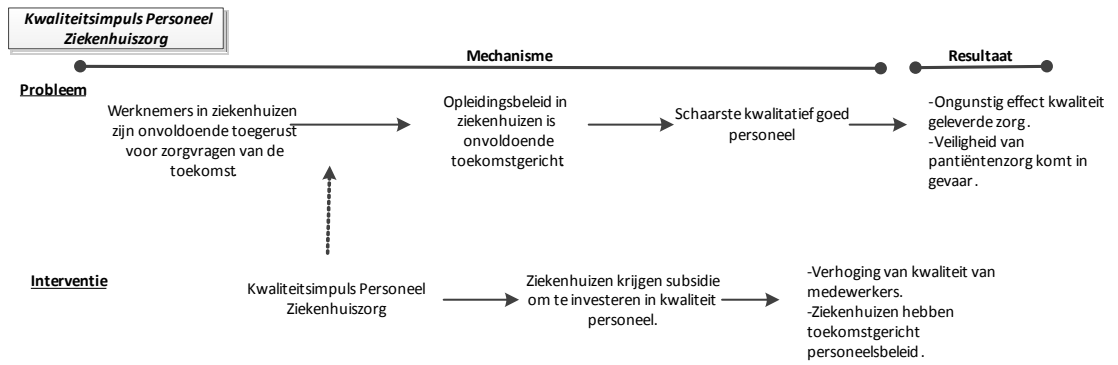 Kwaliteitsimpuls Personeel
Ziekenhuiszorg
Mechanisme
Resultaat
Probleem
Werknemers in ziekenhuizen
zijn onvoldoende toegerust
voor zorgvragen van de
toekomst.
Opleidingsbeleid in
ziekenhuizen is
onvoldoende
toekomstgericht
Schaarste kwalitatief goed
personeel
-Ongunstig effect kwaliteit
geleverde zorg.
-Veiligheid van
pantiëntenzorg komt in
gevaar.
Interventie
Kwaliteitsimpuls Personeel
Ziekenhuiszorg
Ziekenhuizen krijgen subsidie
om te investeren in kwaliteit
personeel.
-Verhoging van kwaliteit van
medewerkers.
-Ziekenhuizen hebben
toekomstgericht
personeelsbeleid.